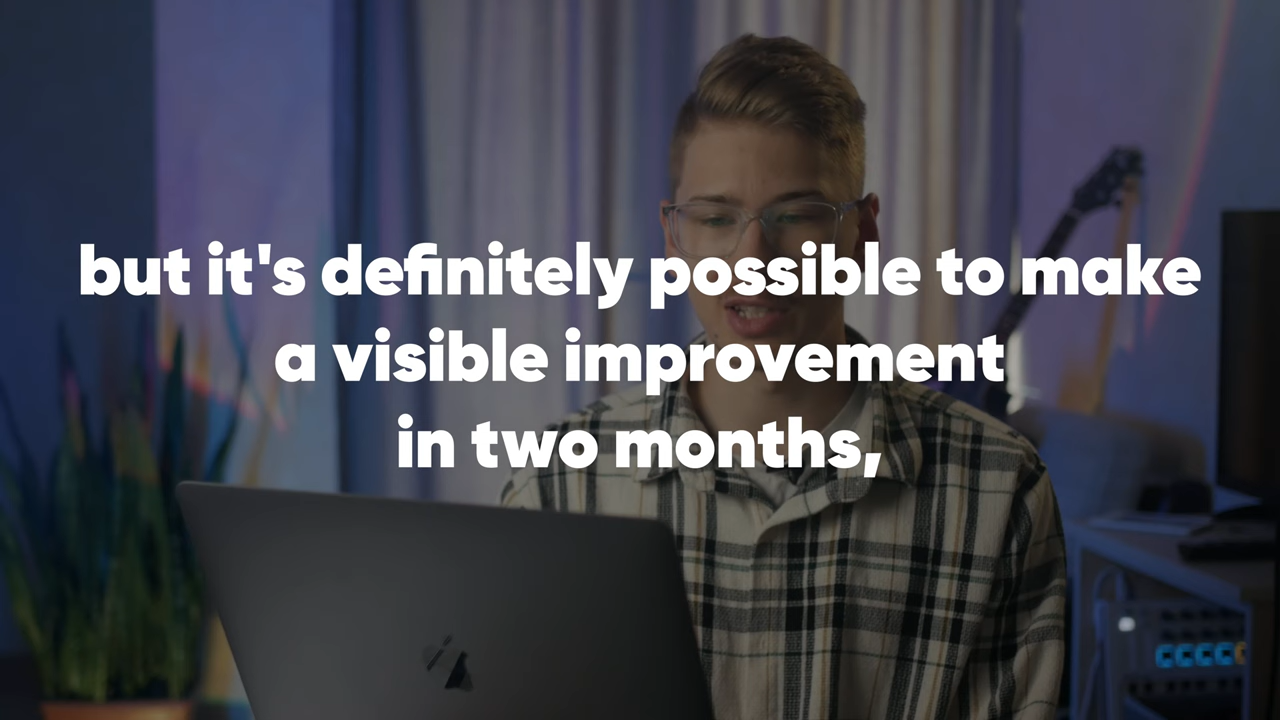 but it's definitely possible to make
a visible improvement
in two months,